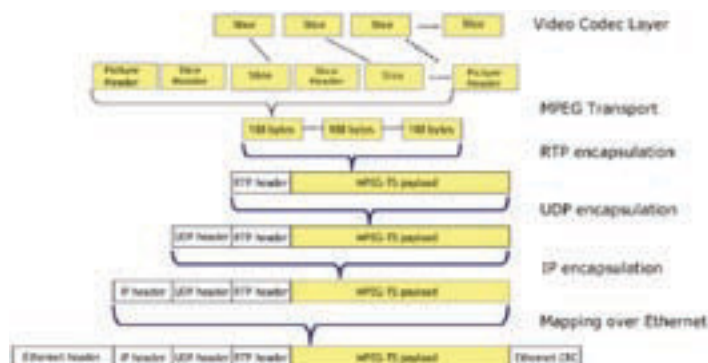 Slice Slice Slice Slice Video Codec Layer
Picture Header Slice Header Slice Slice Header Slice Picture Header
MPEG Transport
188 bytes 188 bytes 188 bytes
RTP encapsulation
RTP header MPEG-TS payload
UDP encapsulation
UDP header RTP header MPEG-TS payload
IP encapsulation
IP header UDP header RTP header MPEG-TS payload
Mapping over Ethernet
Ethernet header IP header UDP header RTP header MPEG-TS payload Ethernet CRC